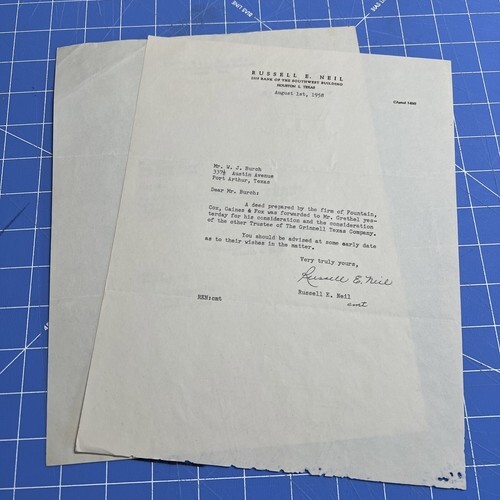 RUSSELL E. NEIL
BANK OF THE SOUTHWEST BUILDING
HOUSTON 2, TEXAS
CApitol
August 1st, 1958
Mr. W. J. Burch
337½ Austin Avenue
Port Arthur, Texas
Dear Mr. Burch:
A deed prepared by the firm of Fountain,
Cox, Gaines & Fox was forwarded to Mr. Grethel yes-
terday for his consideration and the consideration
of the other Trustee of The Grinnell Texas Company.
You should be advised at some early date
as to their wishes in the matter.
Very truly yours,
Russell E. Neil
Russell E. Neil
cmt
REN:cmt